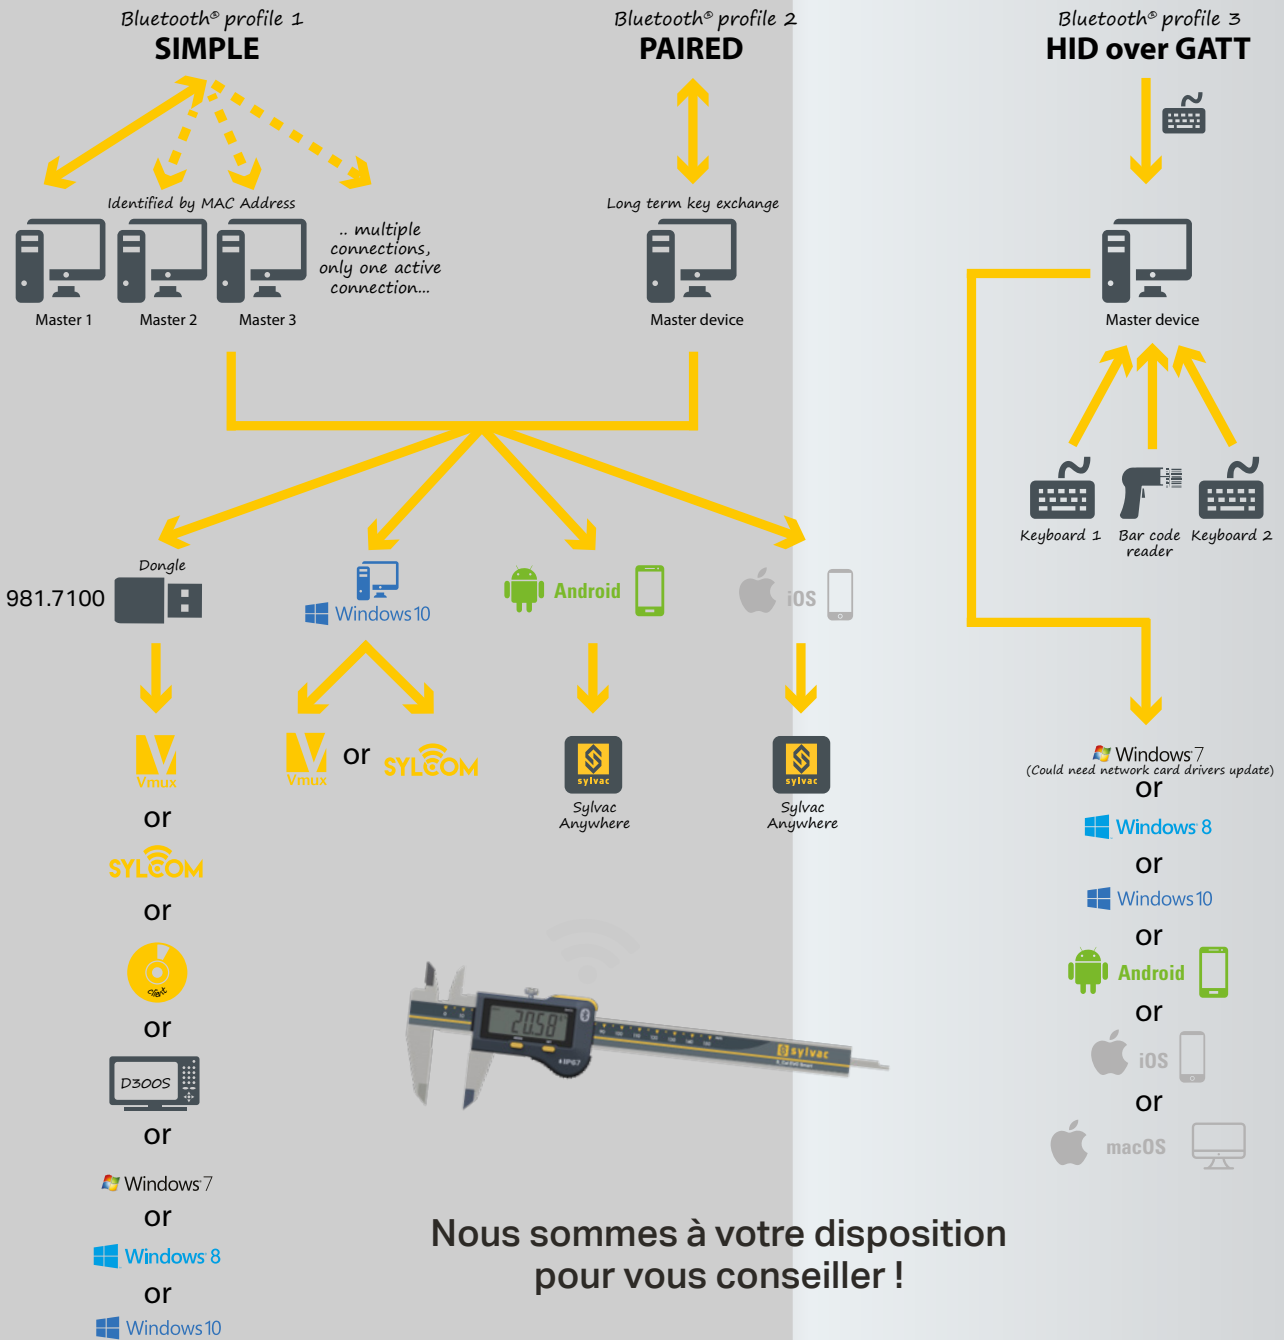 Bluetooth® profile 1
SIMPLE
Identified by MAC Address
.. multiple
connections,
only one active
connection...
Master 1
Master 2
Master 3
Bluetooth® profile 2
PAIRED
Long term key exchange
Master device
Dongle
981.7100
Vmux
or
SYLCOM
or
client
or
D300S
or
Windows 7
or
Windows 8
or
Windows 10
Windows 10
Vmux
or
SYLCOM
Android
sylvac
Sylvac
Anywhere
iOS
sylvac
Sylvac
Anywhere
20.58
IP67
sylvac
Bluetooth® profile 3
HID over GATT
Master device
Keyboard 1
Bar code
reader
Keyboard 2
Windows 7
(Could need network card drivers update)
or
Windows 8
or
Windows 10
or
Android
or
iOS
or
macOS
Nous sommes à votre disposition
pour vous conseiller !